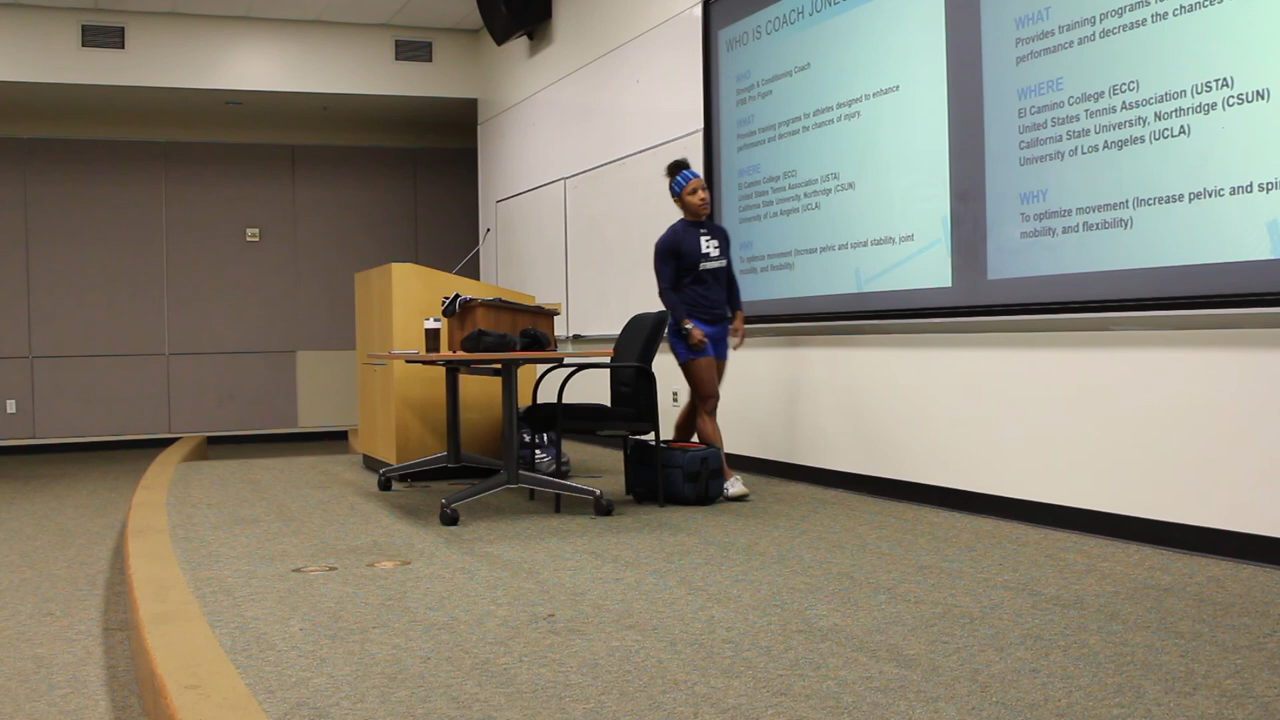 WHO IS COACH JONES
WHO
Strength & Conditioning Coach
IFBB Pro Figure
WHAT
Provides training programs for athletes designed to enhance
performance and decrease the chances of injury.
WHERE
El Camino College (ECC)
United States Tennis Association (USTA)
California State University, Northridge (CSUN)
University of Los Angeles (UCLA)
WHY
To optimize movement (Increase pelvic and spinal stability, joint
mobility, and flexibility)
WHAT
Provides training programs
performance and decrease the chances
WHERE
El Camino College (ECC)
United States Tennis Association (USTA)
California State University, Northridge (CSUN)
University of Los Angeles (UCLA)
WHY
To optimize movement (Increase pelvic and spi
mobility, and flexibility)
EC